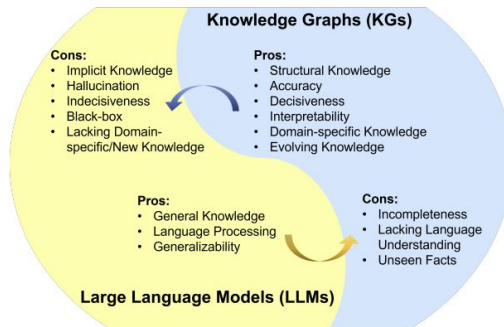 Knowledge Graphs (KGs)
Cons:
• Implicit Knowledge
• Hallucination
• Indecisiveness
• Black-box
• Lacking Domain-
specific/New Knowledge
Pros:
• Structural Knowledge
• Accuracy
• Decisiveness
• Interpretability
• Domain-specific Knowledge
• Evolving Knowledge
Pros:
• General Knowledge
• Language Processing
• Generalizability
Cons:
• Incompleteness
• Lacking Language
Understanding
• Unseen Facts
Large Language Models (LLMs)